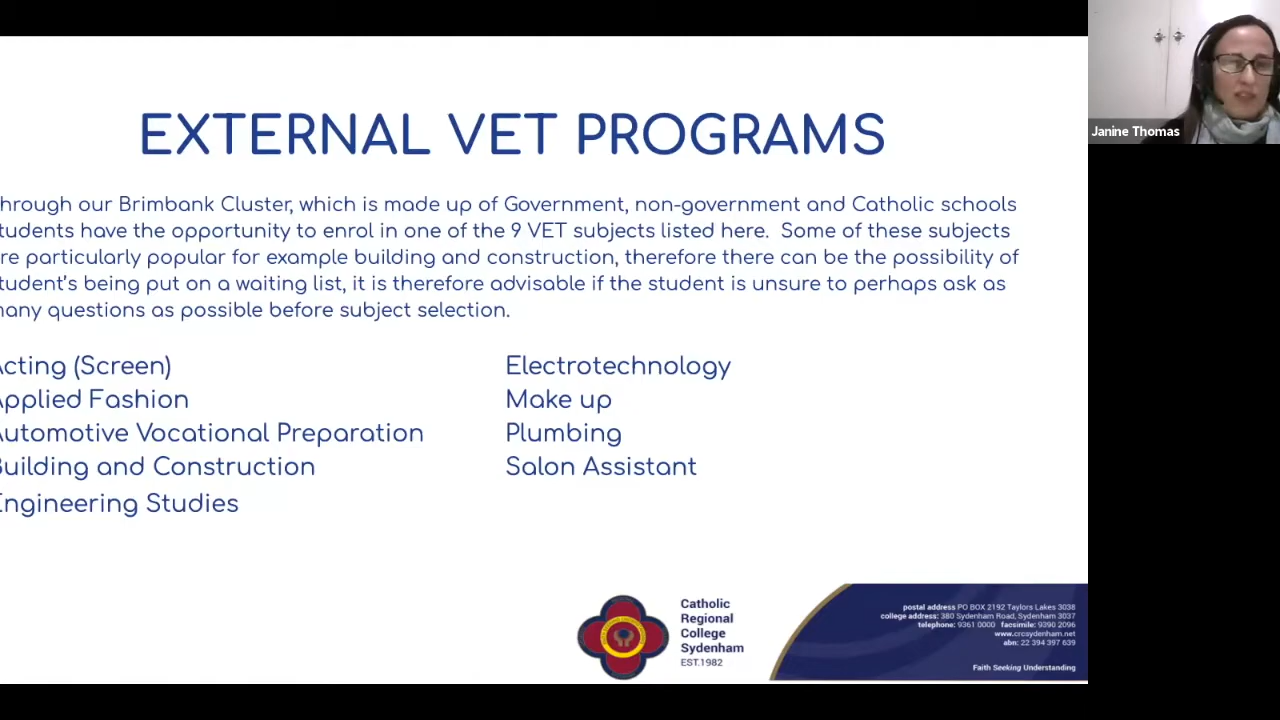 EXTERNAL VET PROGRAMS
hrough our Brimbank Cluster, which is made up of Government, non-government and Catholic schools
tudents have the opportunity to enrol in one of the 9 VET subjects listed here. Some of these subjects
re particularly popular for example building and construction, therefore there can be the possibility of
tudent's being put on a waiting list, it is therefore advisable if the student is unsure to perhaps ask as
many questions as possible before subject selection.
Acting (Screen)
Applied Fashion
Automotive Vocational Preparation
Building and Construction
Engineering Studies
Electrotechnology
Make up
Plumbing
Salon Assistant
Catholic
Regional
College
Sydenham
EST.1982
postal address PO BOX 2192 Taylors Lakes 3038
college address: 380 Sydenham Road, Sydenham 3037
telephone: 9361 0000 facsimile: 9390 2096
www.crcsydenham.net
abn: 22 394 397 639
Faith Seeking Understanding
Janine Thomas